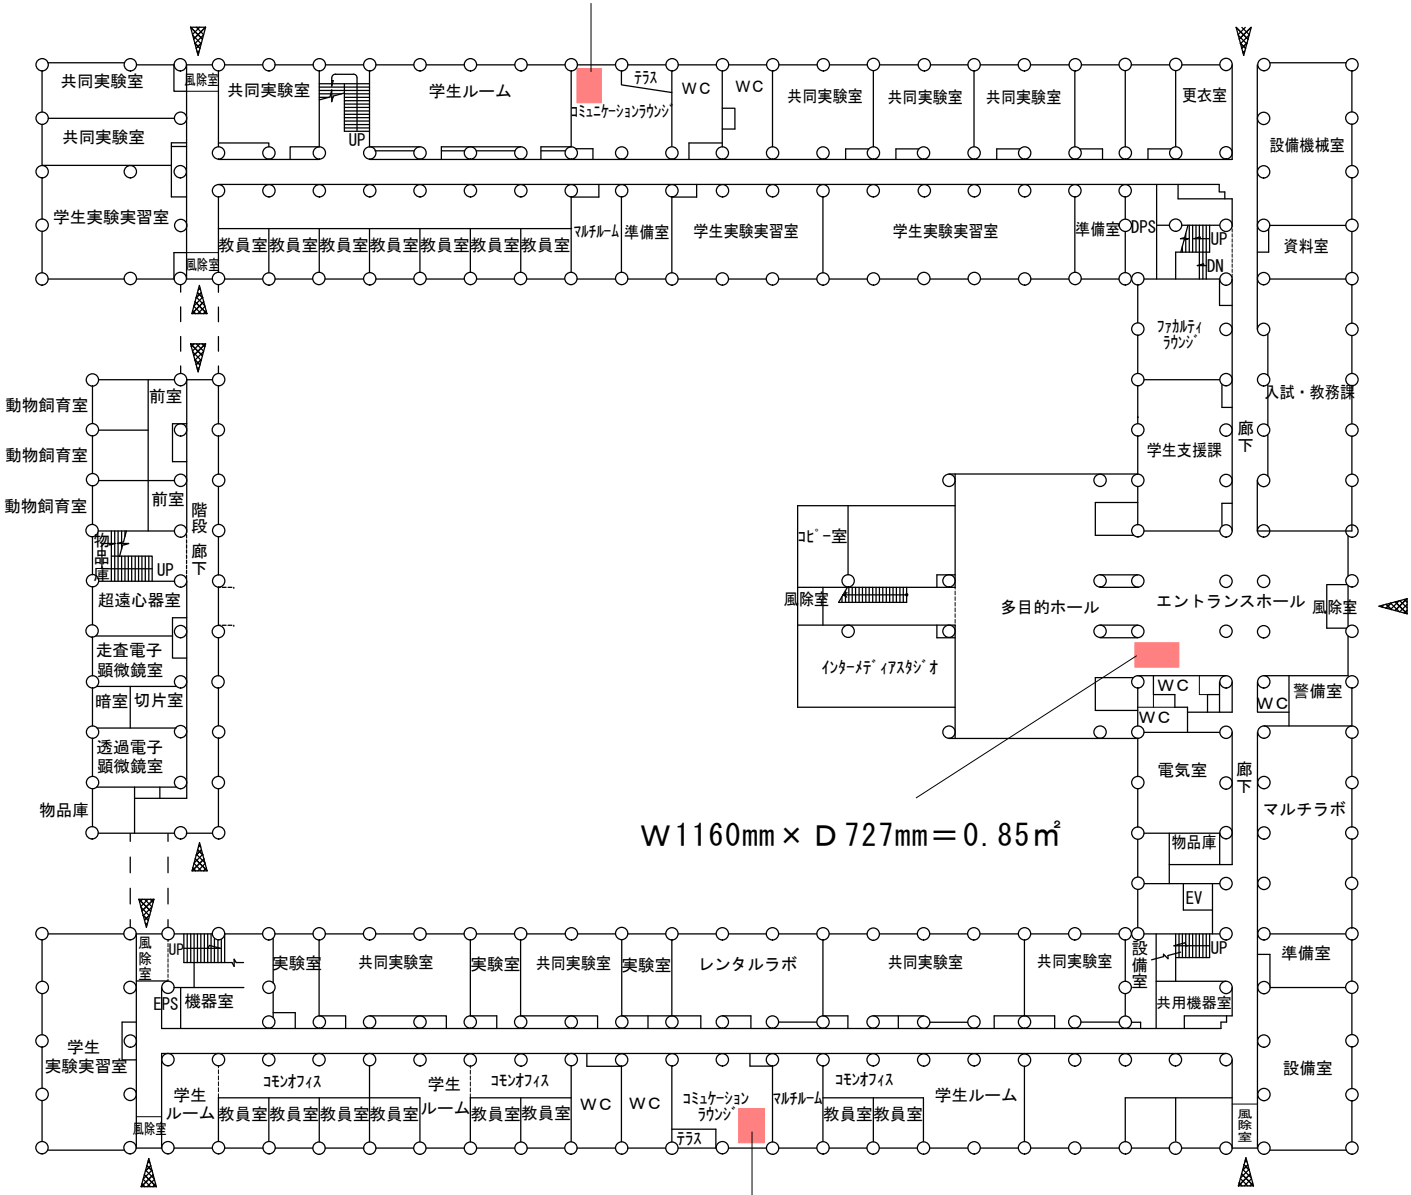 共同実験室
風除室
共同実験室
学生ルーム
テラス
WC
WC
共同実験室
共同実験室
共同実験室
更衣室
コミュニケーションラウンジ
UP
共同実験室
設備機械室
学生実験実習室
教員室
教員室
教員室
教員室
教員室
教員室
教員室
マルチルーム
準備室
学生実験実習室
学生実験実習室
準備室
DPS
UP
DN
資料室
風除室
ファカルティ
ラウンジ
動物飼育室
前室
入試・教務課
動物飼育室
学生支援課
廊下
動物飼育室
前室
階段
廊下
物品庫
UP
コピー室
超遠心器室
風除室
多目的ホール
エントランスホール
風除室
走査電子
顕微鏡室
インターメディアスタジオ
暗室
切片室
WC
WC
WC
警備室
透過電子
顕微鏡室
電気室
廊下
物品庫
マルチラボ
W1160mm×D727mm=0.85㎡
物品庫
EV
風除室
UP
実験室
共同実験室
実験室
共同実験室
実験室
レンタルラボ
共同実験室
共同実験室
設備室
UP
準備室
EPS
機器室
共用機器室
学生
実験実習室
学生
ルーム
コモンオフィス
学生
ルーム
コモンオフィス
コミュケーション
ラウンジ
マルチルーム
コモンオフィス
学生ルーム
設備室
教員室
教員室
教員室
教員室
教員室
教員室
WC
WC
教員室
教員室
風除室
テラス
風除室